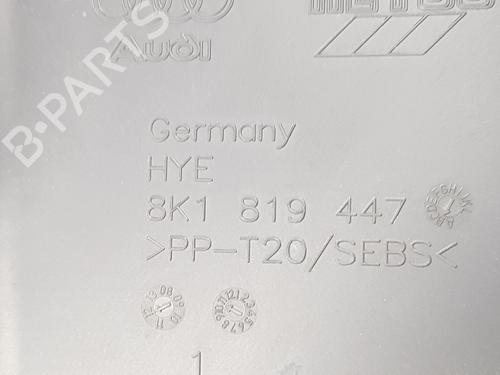 Audi
Germany
HYE
8K1 819 447
>PP-T20/SEBS<
1
B-PARTS